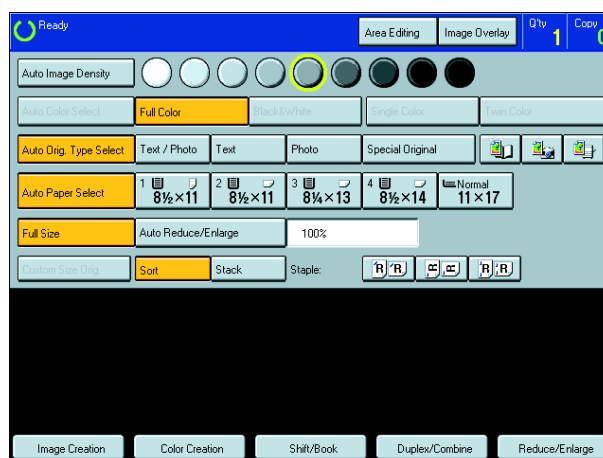 Ready Area Editing Image Overlay Q'ty 1 Copy 0
Auto Image Density
Auto Color Select Full Color Black&White Single Color Twin Color
Auto Orig. Type Select Text / Photo Text Photo Special Original
Auto Paper Select 1 8½×11 2 8½×11 3 8¼×13 4 8½×14 Normal 11×17
Full Size Auto Reduce/Enlarge 100%
Custom Size Orig. Sort Stack Staple: R R R R R R
Image Creation Color Creation Shift/Book Duplex/Combine Reduce/Enlarge